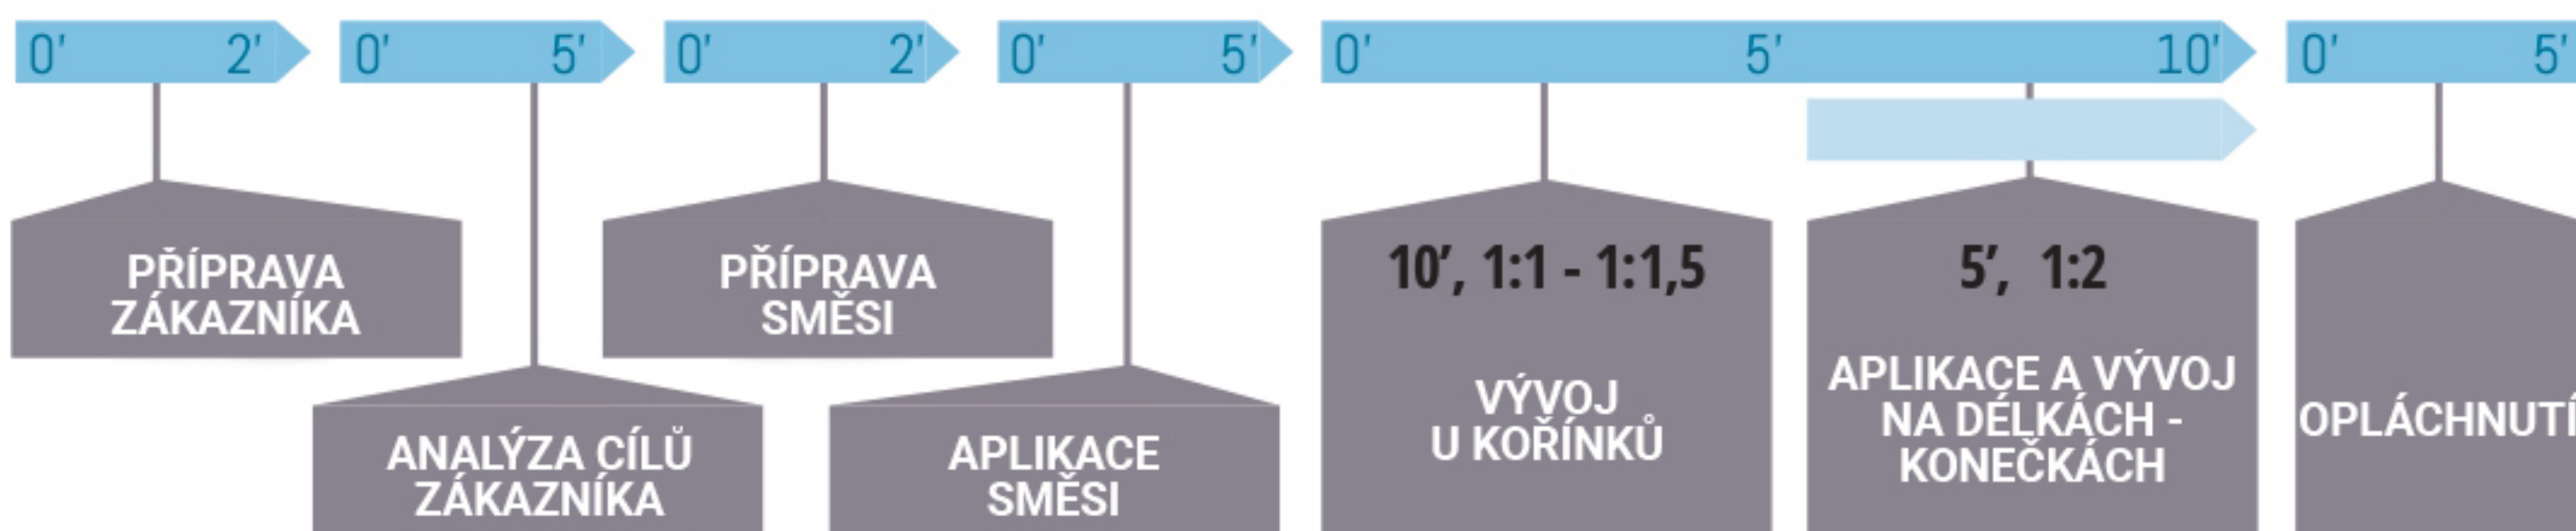 0' 2' 0' 5' 0' 2' 0' 5' 0' 5' 10' 0' 5'
PŘÍPRAVA
ZÁKAZNÍKA
ANALÝZA CÍLŮ
ZÁKAZNÍKA
PŘÍPRAVA
SMĚSI
APLIKACE
SMĚSI
10’, 1:1 - 1:1,5
VÝVOJ
U KOŘÍNKŮ
5’, 1:2
APLIKACE A VÝVOJ
NA DÉLKÁCH -
KONEČKÁCH
OPLÁCHNUTÍ